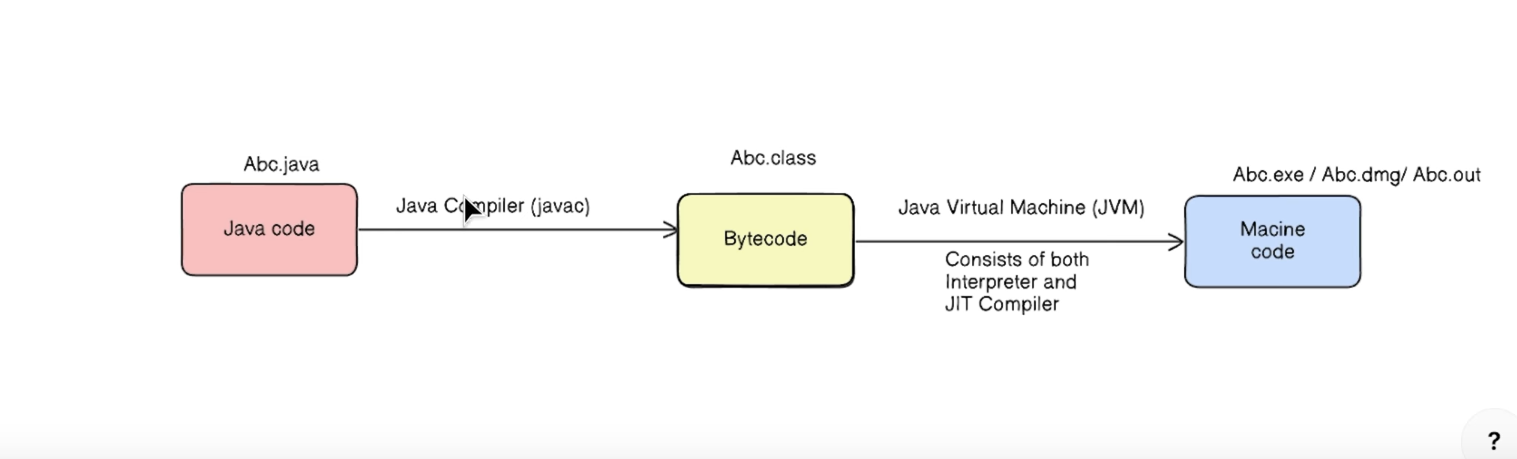 Abc.java
Java code
Java Compiler (javac)
Abc.class
Bytecode
Java Virtual Machine (JVM)
Consists of both
Interpreter and
JIT Compiler
Abc.exe / Abc.dmg/ Abc.out
Macine
code
?